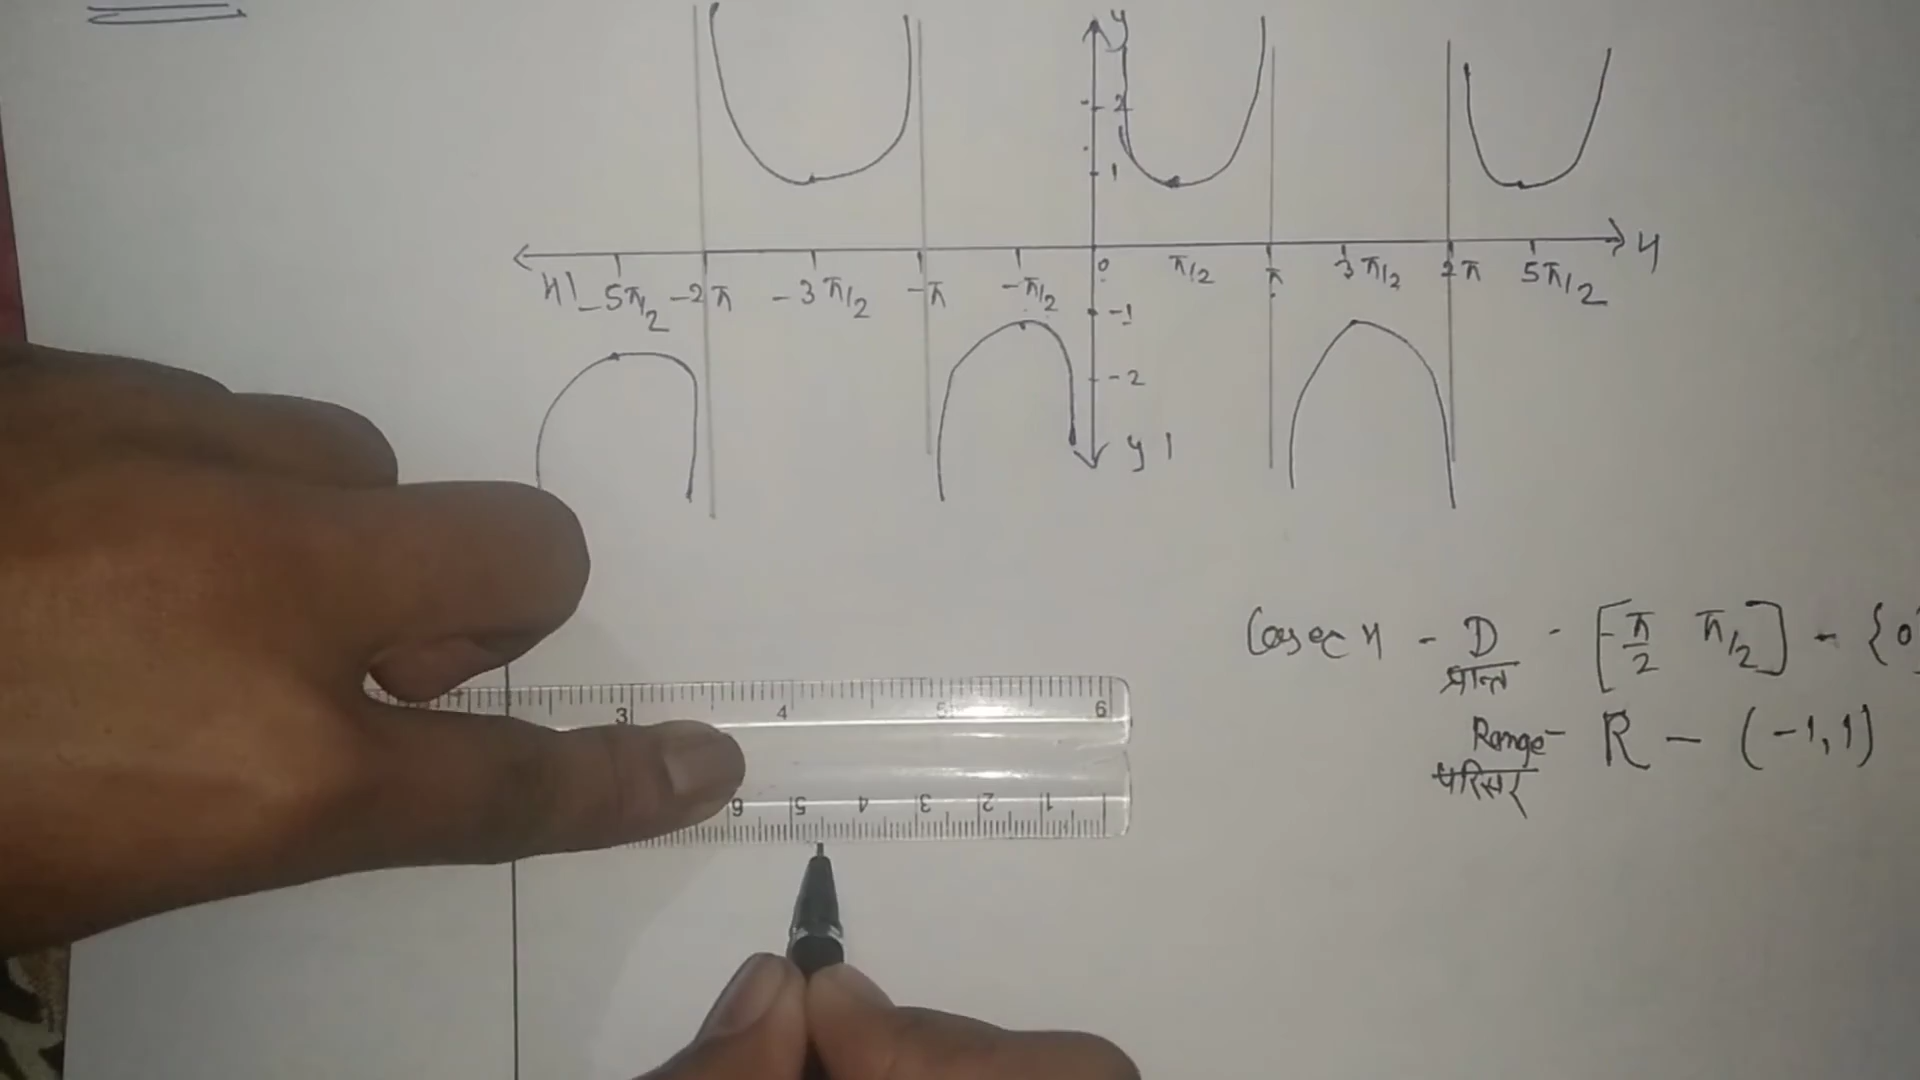 y
2
1
x' -5π/2 -2π -3π/2 -π -π/2 0 π/2 π 3π/2 2π 5π/2 x
-1
-2
y'
Cosec x - D - [-π/2 π/2] - {0}
प्रान्त
Range - R - (-1,1)
परिसर
3 4 5 6
6 5 4 3 2 1